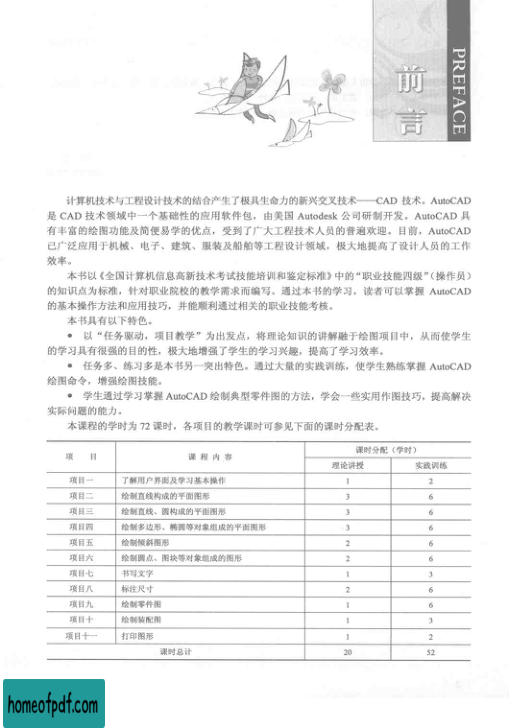 PREFACE
前言
计算机技术与工程设计技术的结合产生了极具生命力的新兴交叉技术——CAD 技术。AutoCAD
是 CAD 技术领域中一个基础性的应用软件包，由美国 Autodesk 公司研制开发。AutoCAD 具
有丰富的绘图功能及简便易学的优点，受到了广大工程技术人员的普遍欢迎。目前，AutoCAD
已广泛应用于机械、电子、建筑、服装及船舶等工程设计领域，极大地提高了设计人员的工作
效率。
本书以《全国计算机信息高新技术考试技能培训和鉴定标准》中的“职业技能四级”（操作员）
的知识点为标准，针对职业院校的教学需求而编写。通过本书的学习，读者可以掌握 AutoCAD
的基本操作方法和应用技巧，并能顺利通过相关的职业技能考核。
本书具有以下特色。
● 以“任务驱动，项目教学”为出发点，将理论知识的讲解融于绘图项目中，从而使学生
的学习具有很强的目的性，极大地增强了学生的学习兴趣，提高了学习效率。
● 任务多、练习多是本书另一突出特色。通过大量的实践训练，使学生熟练掌握 AutoCAD
绘图命令，增强绘图技能。
● 学生通过学习掌握 AutoCAD 绘制典型零件图的方法，学会一些实用作图技巧，提高解决
实际问题的能力。
本课程的学时为 72 课时，各项目的教学课时可参见下面的课时分配表。
项 目 课 程 内 容 课时分配（学时）
理论讲授 实践训练
项目一 了解用户界面及学习基本操作 1 2
项目二 绘制直线构成的平面图形 3 6
项目三 绘制直线、圆构成的平面图形 3 6
项目四 绘制多边形、椭圆等对象组成的平面图形 3 6
项目五 绘制倾斜图形 2 6
项目六 绘制圆点、图块等对象组成的图形 2 6
项目七 书写文字 1 3
项目八 标注尺寸 2 6
项目九 绘制零件图 1 6
项目十 绘制装配图 1 3
项目十一 打印图形 1 2
课时总计 20 52
homeofpdf.com